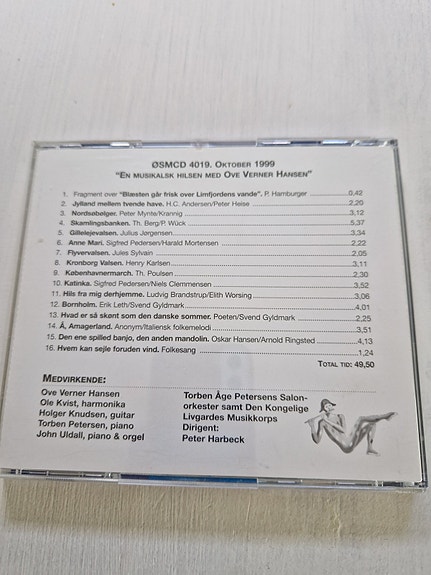 ØSMCD 4019. Oktober 1999
"En musikalsk hilsen med Ove Verner Hansen"
1. Fragment over "Blæsten går frisk over Limfjordens vande". P. Hamburger 0,42
2. Jylland mellem tvende have. H.C. Andersen/Peter Heise 2,20
3. Nordsøbølger. Peter Mynte/Krannig 3,12
4. Skamlingsbanken. Th. Berg/P. Wück 5,37
5. Gillelejevalsen. Julius Jørgensen 3,34
6. Anne Mari. Sigfred Pedersen/Harald Mortensen 2,22
7. Flyvervalsen. Jules Sylvain 2,05
8. Kronborg Valsen. Henry Karlsen 3,11
9. Københavnermarch. Th. Poulsen 2,30
10. Katinka. Sigfred Pedersen/Niels Clemmensen 3,52
11. Hils fra mig derhjemme. Ludvig Brandstrup/Elith Worsing 3,06
12. Bornholm. Erik Leth/Svend Gyldmark 4,01
13. Hvad er så skønt som den danske sommer. Poeten/Svend Gyldmark 2,25
14. Å, Amagerland. Anonym/Italiensk folkemelodi 3,51
15. Den ene spilled banjo, den anden mandolin. Oskar Hansen/Arnold Ringsted 4,13
16. Hvem kan sejle foruden vind. Folkesang 1,24
Total tid: 49,50
Medvirkende:
Ove Verner Hansen
Ole Kvist, harmonika
Holger Knudsen, guitar
Torben Petersen, piano
John Uldall, piano & orgel
Torben Åge Petersens Salon-
orkester samt Den Kongelige
Livgardes Musikkorps
Dirigent:
Peter Harbeck